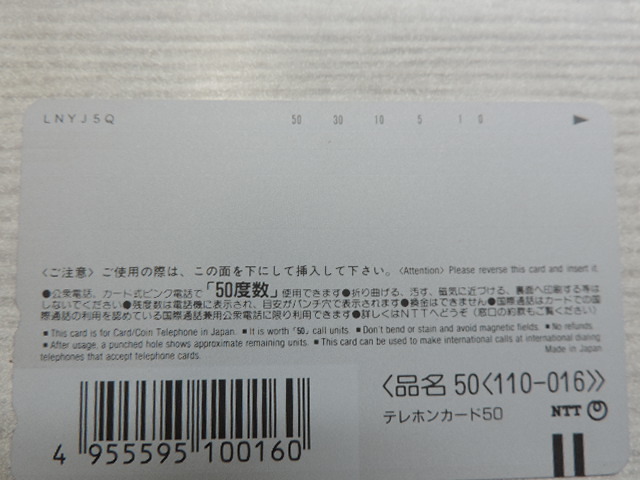 LNYJ5Q 50 30 10 5 1 0
〈ご注意〉ご使用の際は、この面を下にして挿入して下さい。〈Attention〉Please reverse this card and insert it.
●公衆電話、カード式ピンク電話で「50度数」使用できます●折り曲げる、汚す、磁気に近づける、裏面へ印刷する等は
しないでください●残度数は電話機に表示され、目安がパンチ穴で表示されます●換金はできません●国際通話はカードでの国
際通話の利用を認めている国際通話兼用公衆電話に限り利用できます●詳しくはNTTへどうぞ（窓口の約款もご覧ください）
■This card is for Card/Coin Telephone in Japan. ■It is worth「50」call units ■Don't bend or stain and avoid magnetic fields. ■No refunds
■After usage, a punched hole shows approximate remaining units. ■This card can be used to make international calls at international dialing
telephones that accept telephone cards. Made in Japan
〈品名 50〈110-016〉〉
テレホンカード50 NTT
4 955595 100160